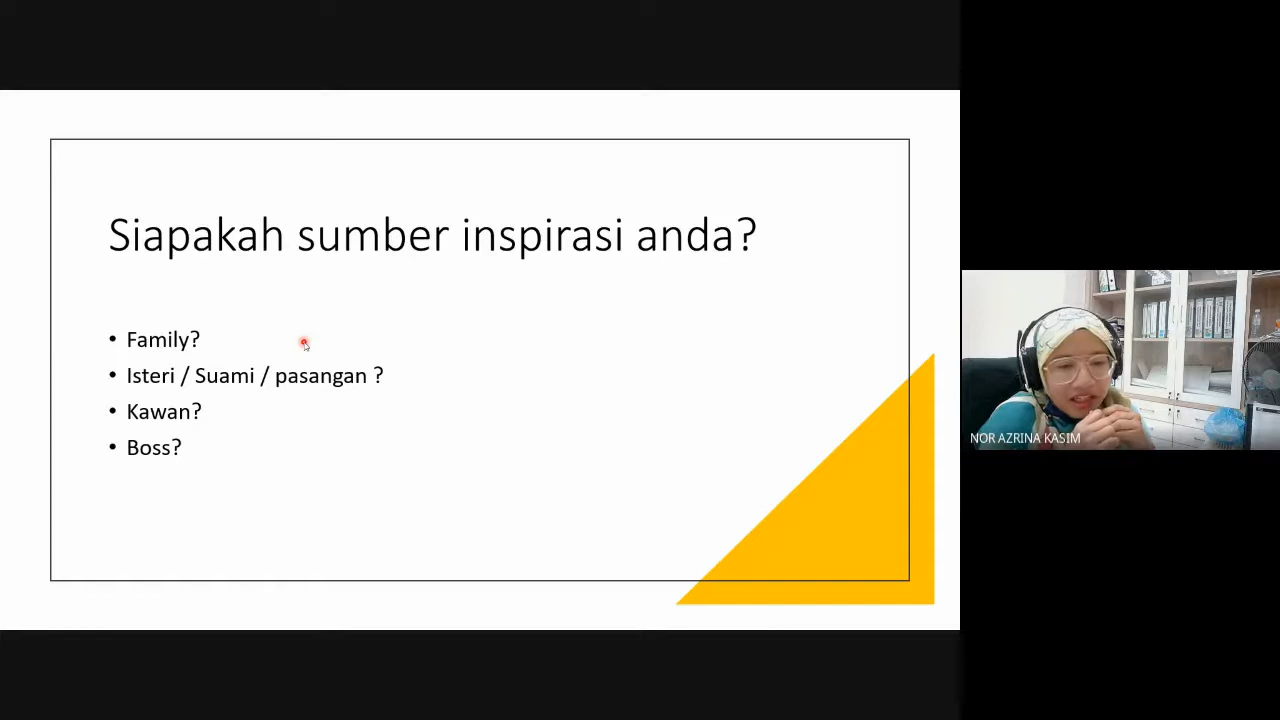 Siapakah sumber inspirasi anda?
• Family?
• Isteri / Suami / pasangan ?
• Kawan?
• Boss?
NOR AZRINA KASIM